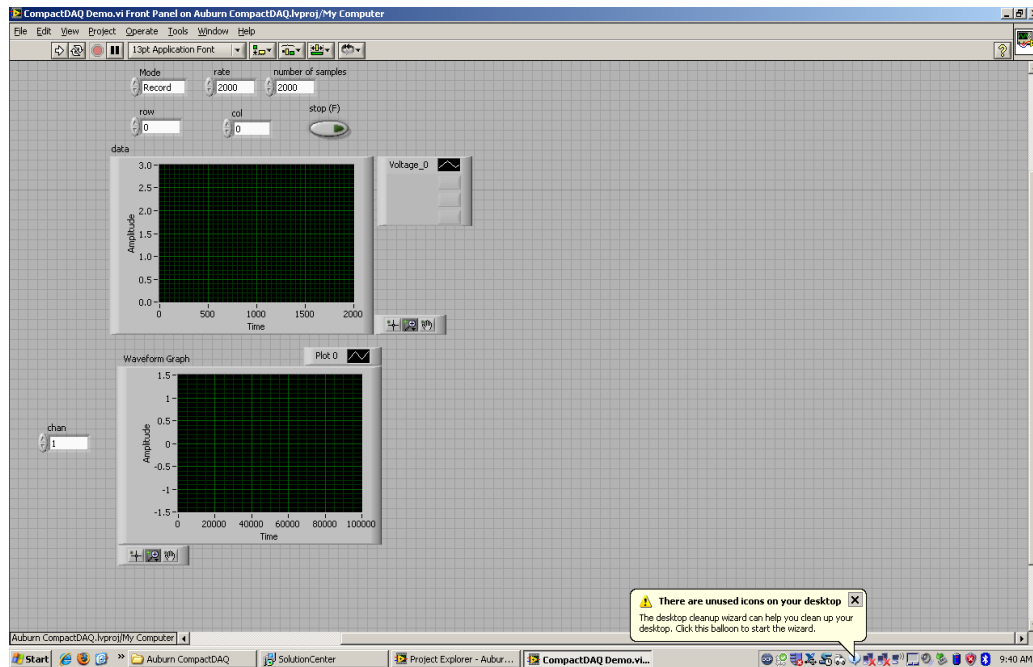 CompactDAQ Demo.vi Front Panel on Auburn CompactDAQ.lvproj/My Computer
File Edit View Project Operate Tools Window Help
13pt Application Font
Mode rate number of samples
Record 2000 2000
row col stop (F)
0 0
data
Voltage_0
3.0
2.5
2.0
1.5
1.0
0.5
0.0
Amplitude
0 500 1000 1500 2000
Time
Waveform Graph Plot 0
1.5
1
0.5
0
-0.5
-1
-1.5
Amplitude
0 20000 40000 60000 80000 100000
Time
chan
1
There are unused icons on your desktop
The desktop cleanup wizard can help you clean up your
desktop. Click this balloon to start the wizard.
Auburn CompactDAQ.lvproj/My Computer
Start Auburn CompactDAQ SolutionCenter Project Explorer - Aubur... CompactDAQ Demo.vi... 9:40 AM